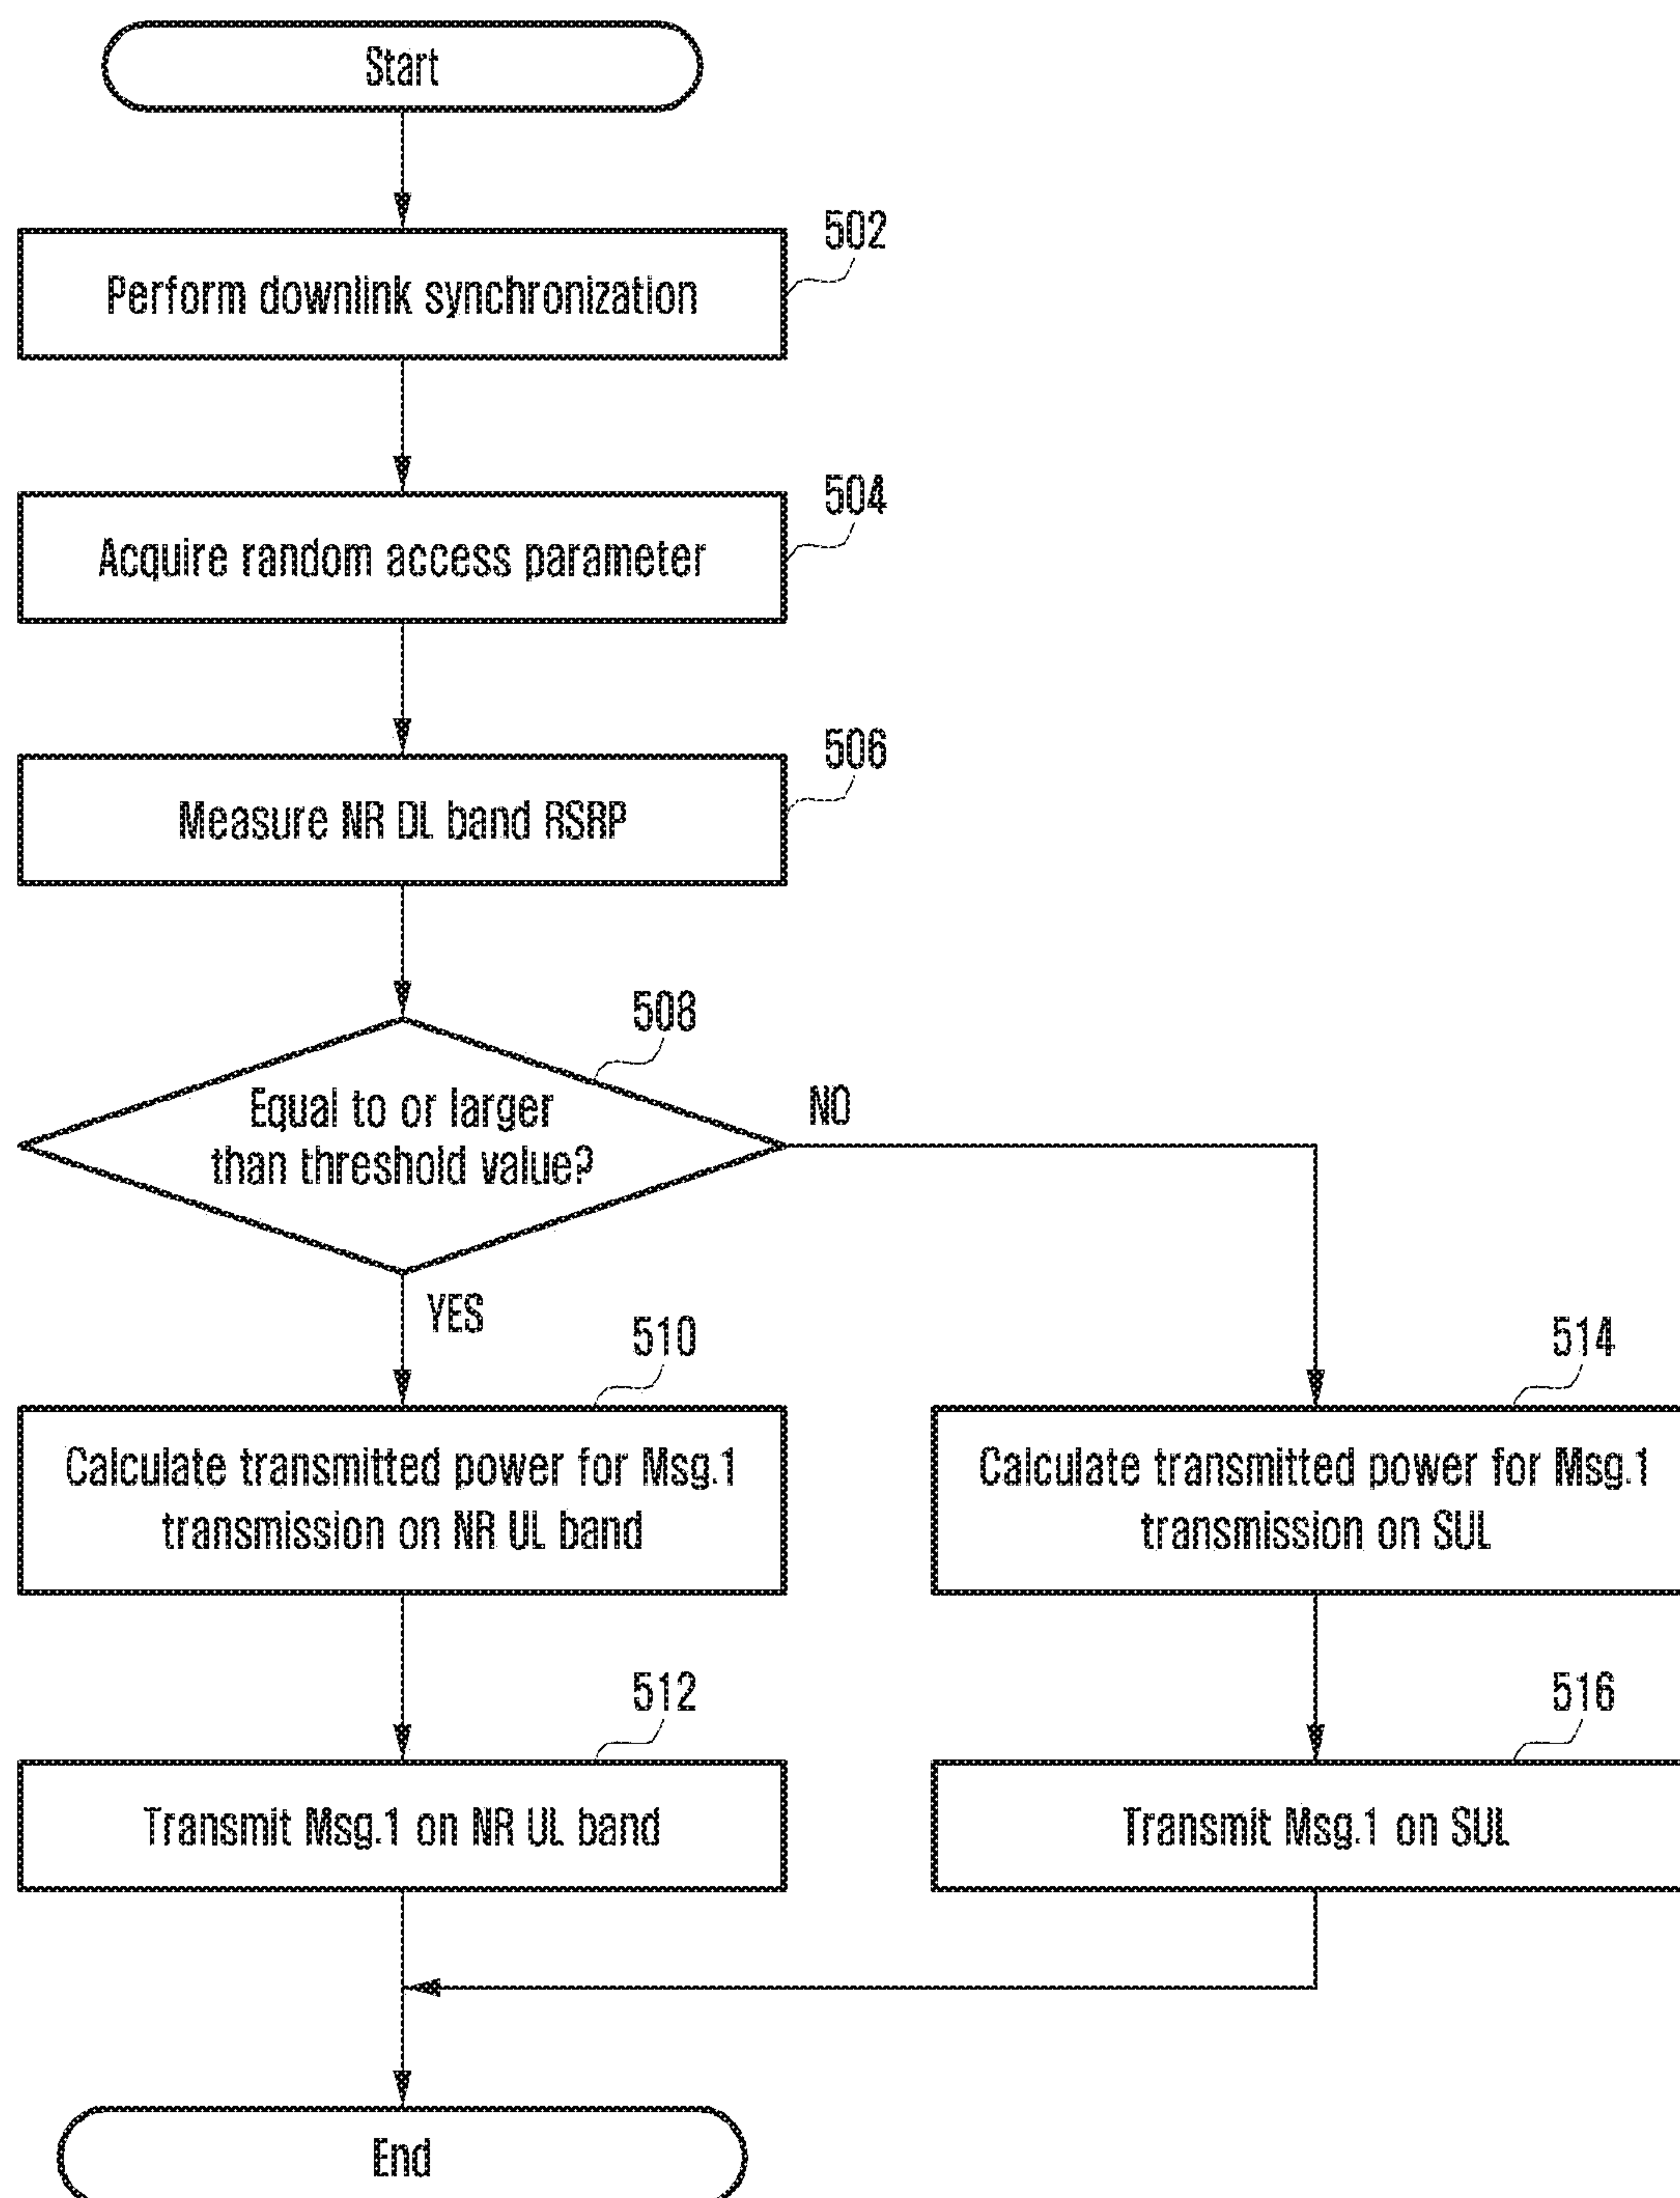 Start
502
Perform downlink synchronization
504
Acquire random access parameter
506
Measure NR DL band RSRP
508
Equal to or larger
than threshold value?
NO
YES
510
Calculate transmitted power for Msg.1
transmission on NR UL band
514
Calculate transmitted power for Msg.1
transmission on SUL
512
Transmit Msg.1 on NR UL band
516
Transmit Msg.1 on SUL
End